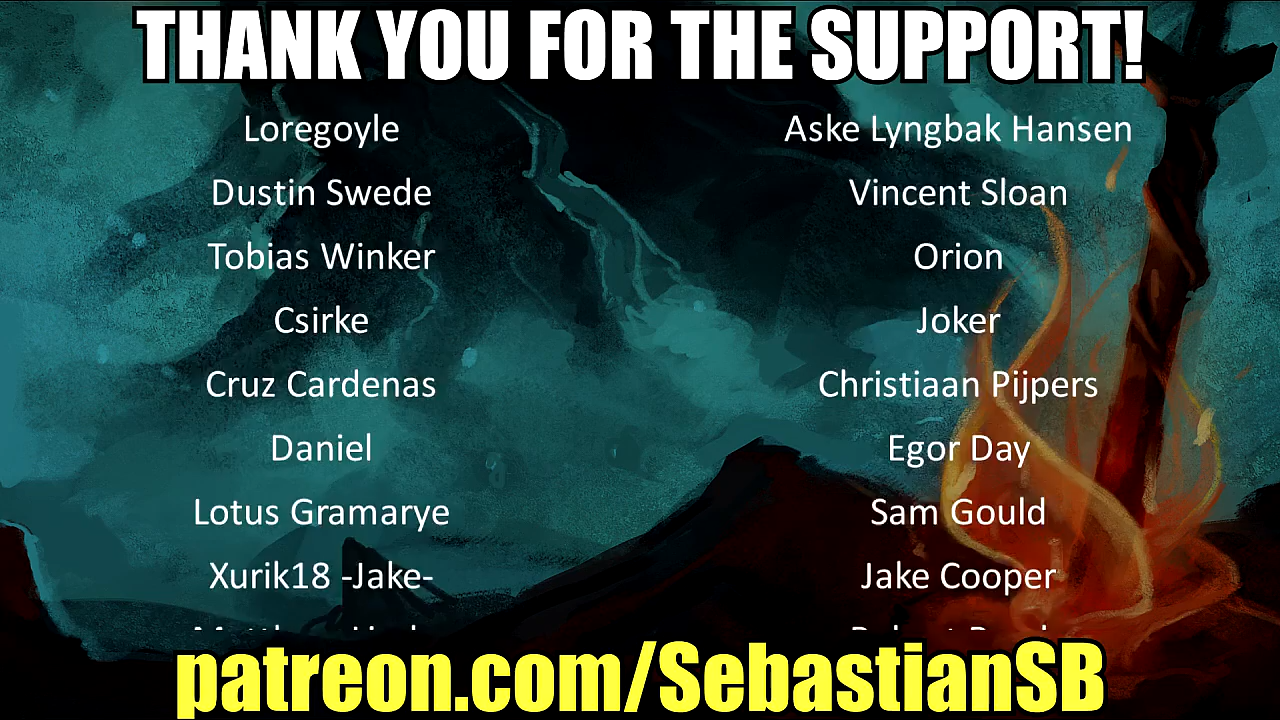 THANK YOU FOR THE SUPPORT!
Loregoyle
Dustin Swede
Tobias Winker
Csirke
Cruz Cardenas
Daniel
Lotus Gramarye
Xurik18 -Jake-
Aske Lyngbak Hansen
Vincent Sloan
Orion
Joker
Christiaan Pijpers
Egor Day
Sam Gould
Jake Cooper
patreon.com/SebastianSB